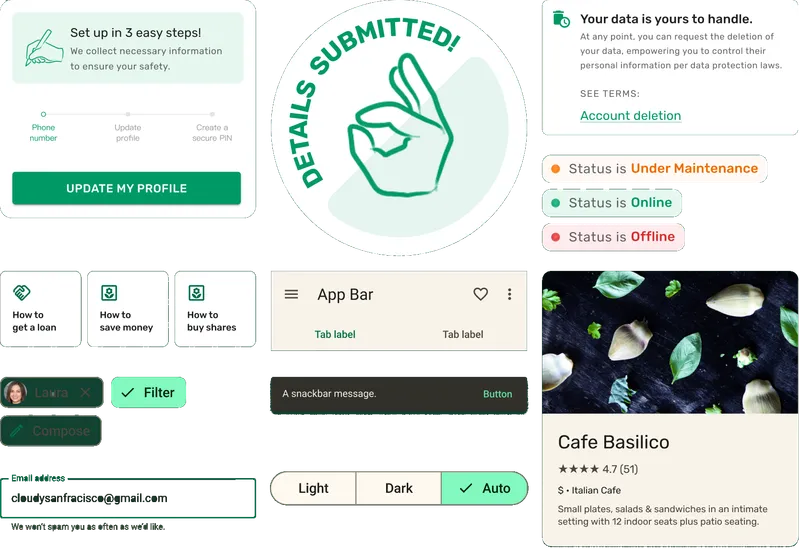 Set up in 3 easy steps!
We collect necessary information
to ensure your safety.
Phone
number
Update
profile
Create a
secure PIN
UPDATE MY PROFILE
DETAILS SUBMITTED!
Your data is yours to handle.
At any point, you can request the deletion of
your data, empowering you to control their
personal information per data protection laws.
SEE TERMS:
Account deletion
Status is Under Maintenance
Status is Online
Status is Offline
How to
get a loan
How to
save money
How to
buy shares
App Bar
Tab label
Tab label
Laura
Filter
Compose
A snackbar message.
Button
Email address
cloudysanfracisco@gmail.com
We won't spam you as often as we'd like.
Light
Dark
Auto
Cafe Basilico
★★★★ 4.7 (51)
$ • Italian Cafe
Small plates, salads & sandwiches in an intimate
setting with 12 indoor seats plus patio seating.